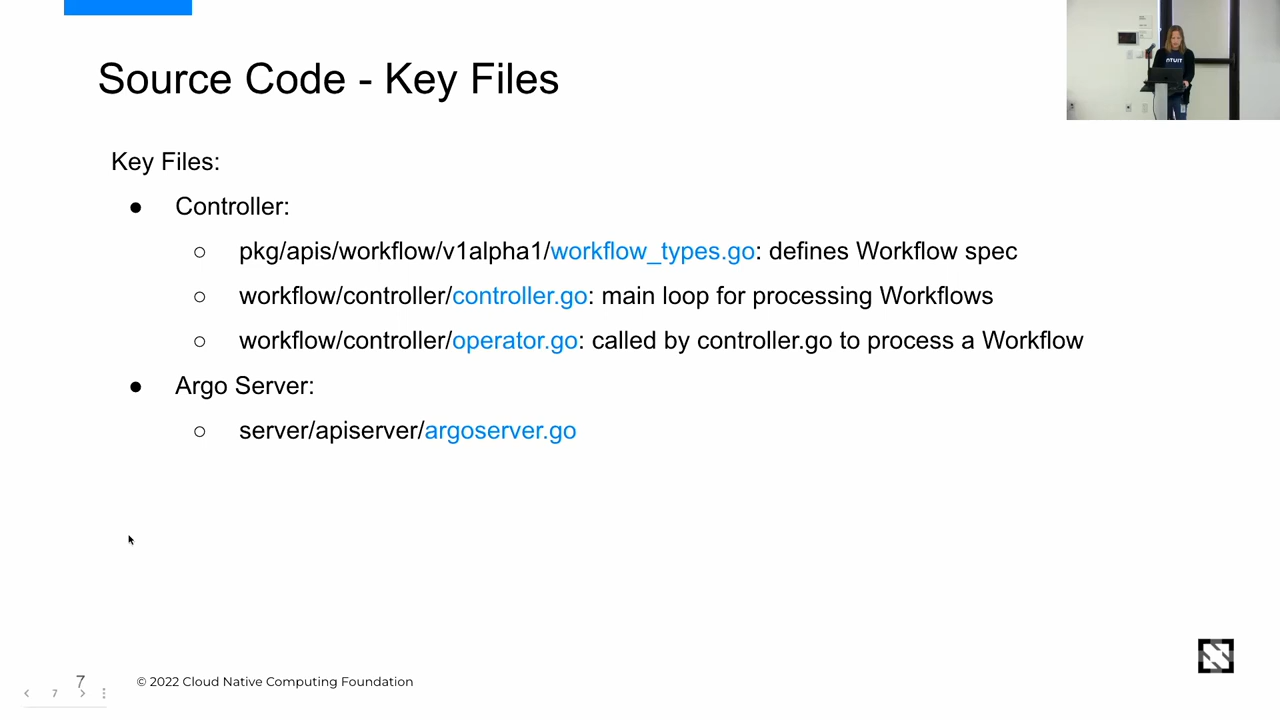 Source Code - Key Files
INTUIT
Key Files:
● Controller:
○ pkg/apis/workflow/v1alpha1/workflow_types.go: defines Workflow spec
○ workflow/controller/controller.go: main loop for processing Workflows
○ workflow/controller/operator.go: called by controller.go to process a Workflow
● Argo Server:
○ server/apiserver/argoserver.go
7
© 2022 Cloud Native Computing Foundation
7